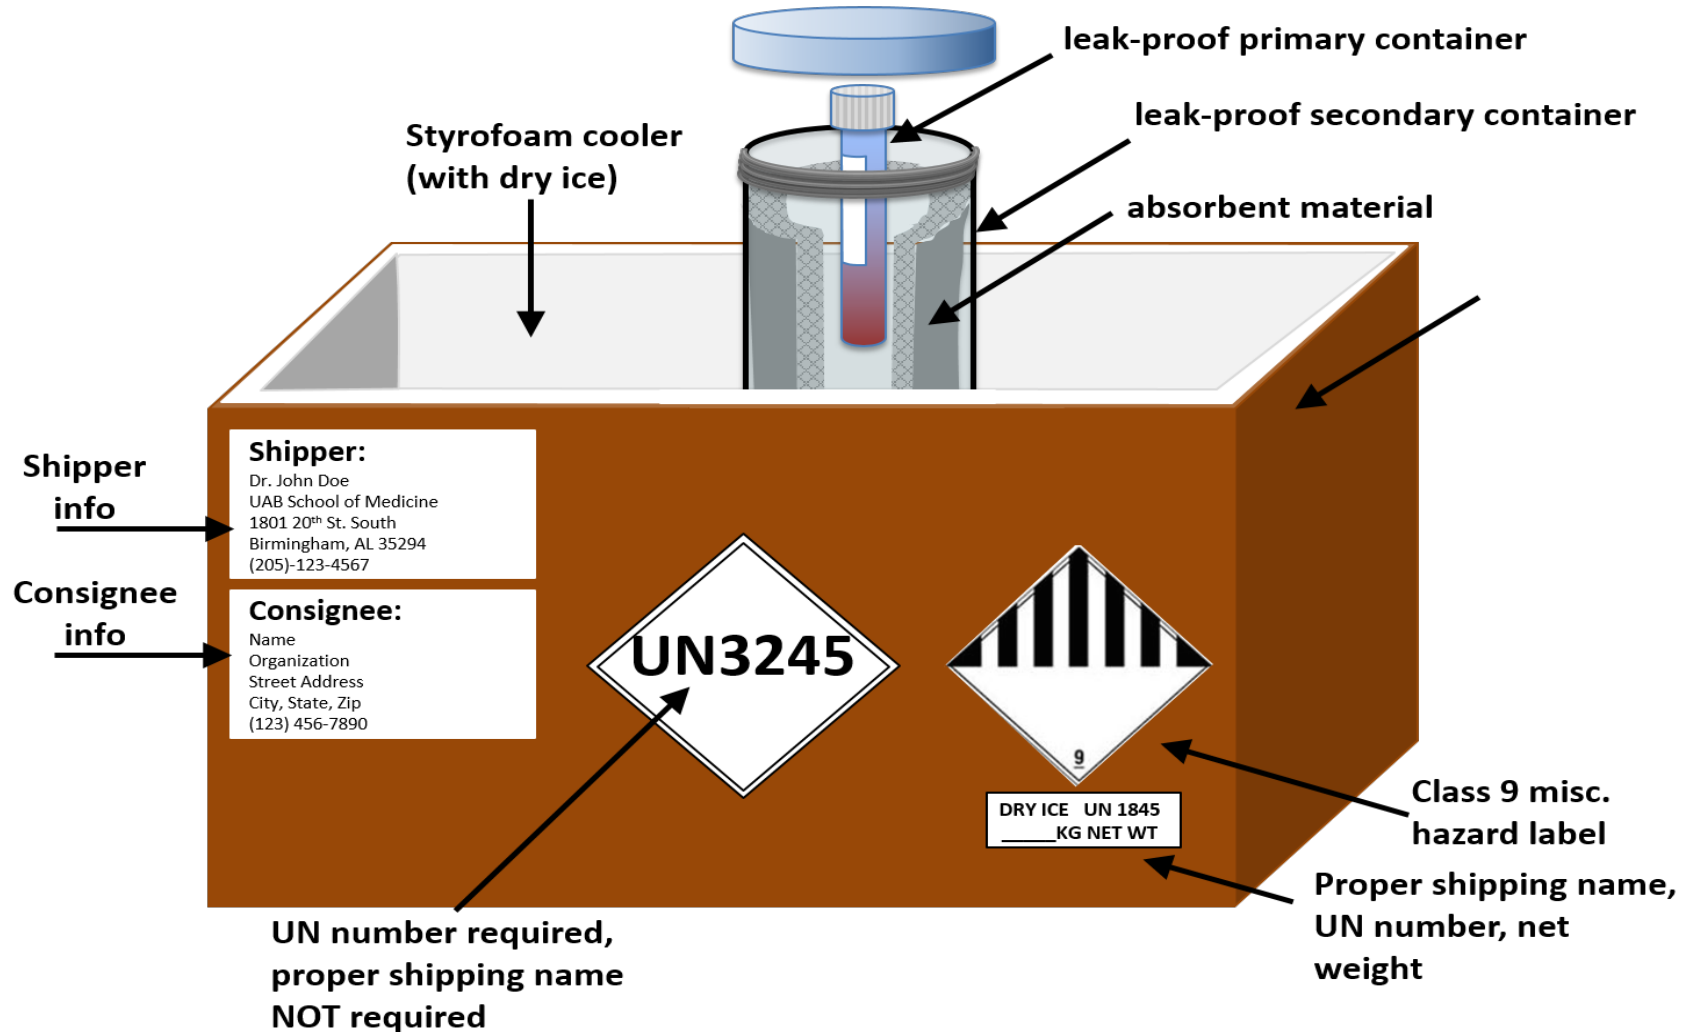 leak-proof primary container
leak-proof secondary container
Styrofoam cooler
(with dry ice)
absorbent material
Shipper
info
Shipper:
Dr. John Doe
UAB School of Medicine
1801 20th St. South
Birmingham, AL 35294
(205)-123-4567
Consignee
info
Consignee:
Name
Organization
Street Address
City, State, Zip
(123) 456-7890
UN3245
9
DRY ICE UN 1845
_____KG NET WT
Class 9 misc.
hazard label
Proper shipping name,
UN number, net
weight
UN number required,
proper shipping name
NOT required